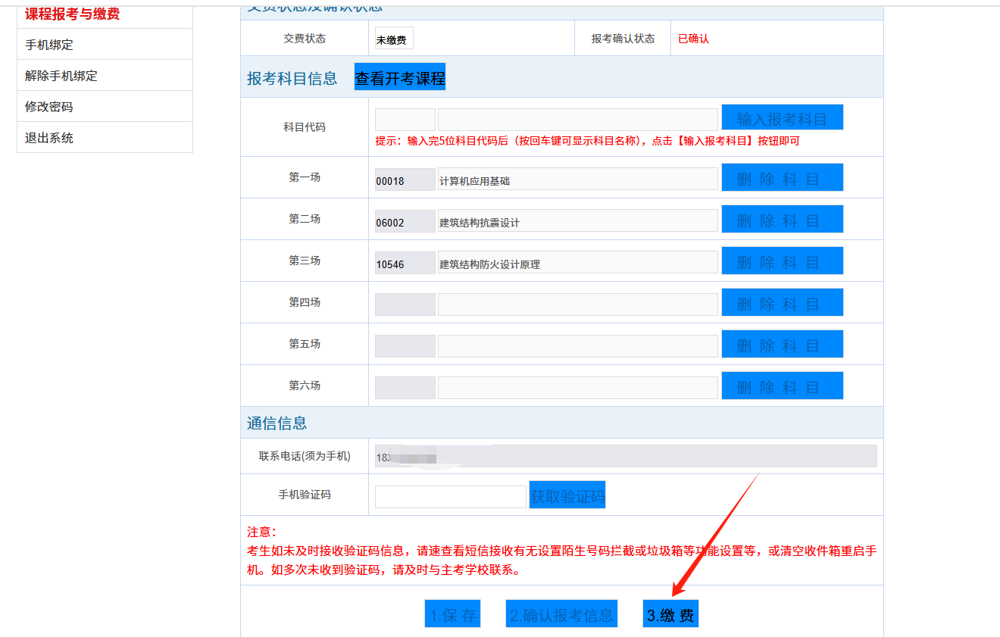 课程报考与缴费
手机绑定
解除手机绑定
修改密码
退出系统
交费状态及确认状态
交费状态 未缴费 报考确认状态 已确认
报考科目信息 查看开考课程
科目代码 输入报考科目
提示：输入完5位科目代码后（按回车键可显示科目名称），点击【输入报考科目】按钮即可
第一场 00018 计算机应用基础 删 除 科 目
第二场 06002 建筑结构抗震设计 删 除 科 目
第三场 10546 建筑结构防火设计原理 删 除 科 目
第四场 删 除 科 目
第五场 删 除 科 目
第六场 删 除 科 目
通信信息
联系电话(须为手机) 18
手机验证码 获取验证码
注意：
考生如未及时接收验证码信息，请速查看短信接收有无设置陌生号码拦截或垃圾箱等功能设置等，或清空收件箱重启手
机。如多次未收到验证码，请及时与主考学校联系。
1.保 存 2.确认报考信息 3.缴 费